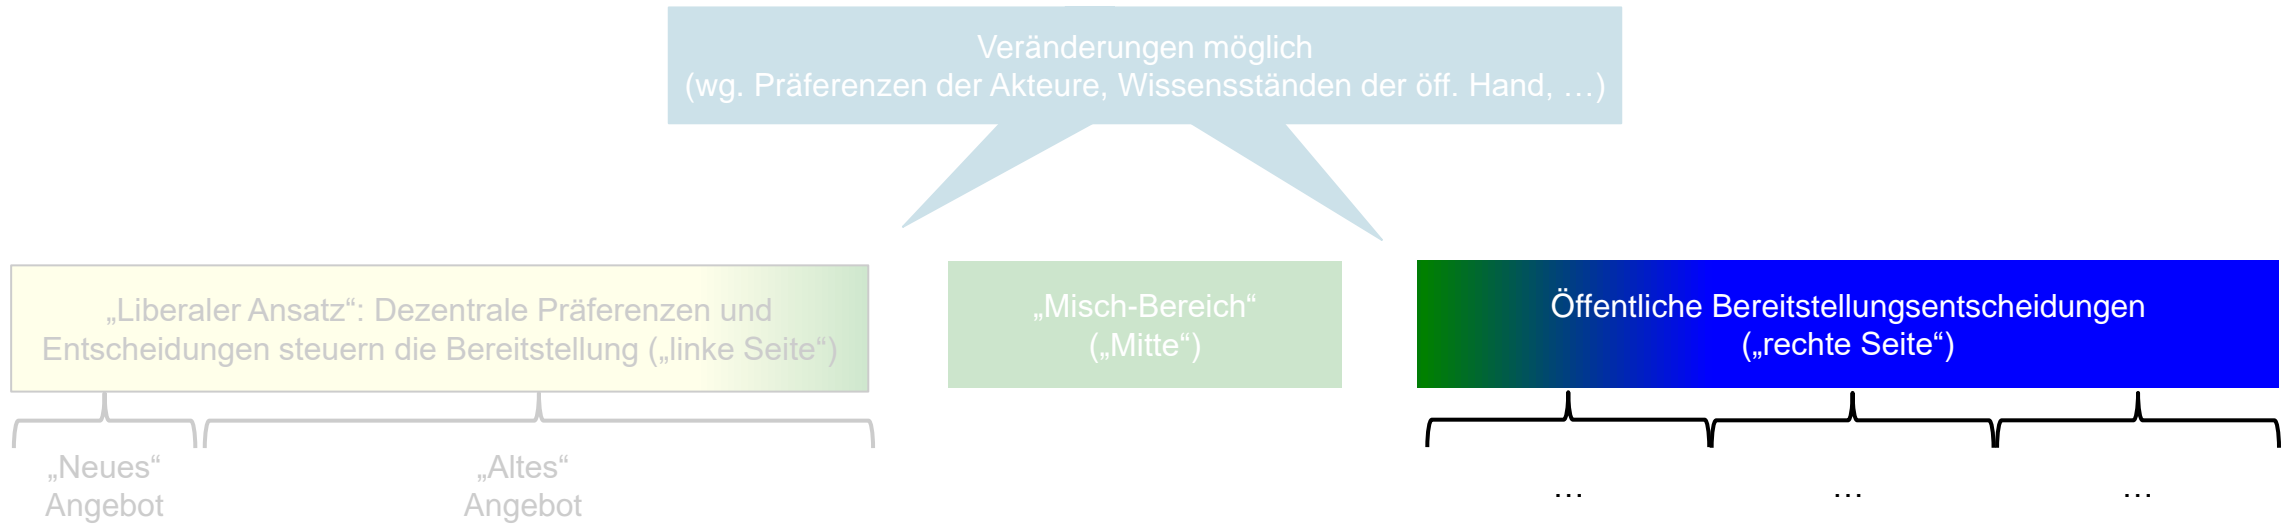 Veränderungen möglich
(wg. Präferenzen der Akteure, Wissensständen der öff. Hand, …)
„Liberaler Ansatz“: Dezentrale Präferenzen und
Entscheidungen steuern die Bereitstellung („linke Seite“)
„Misch-Bereich“
(„Mitte“)
Öffentliche Bereitstellungsentscheidungen
(„rechte Seite“)
„Neues“
Angebot
„Altes“
Angebot
…
…
…